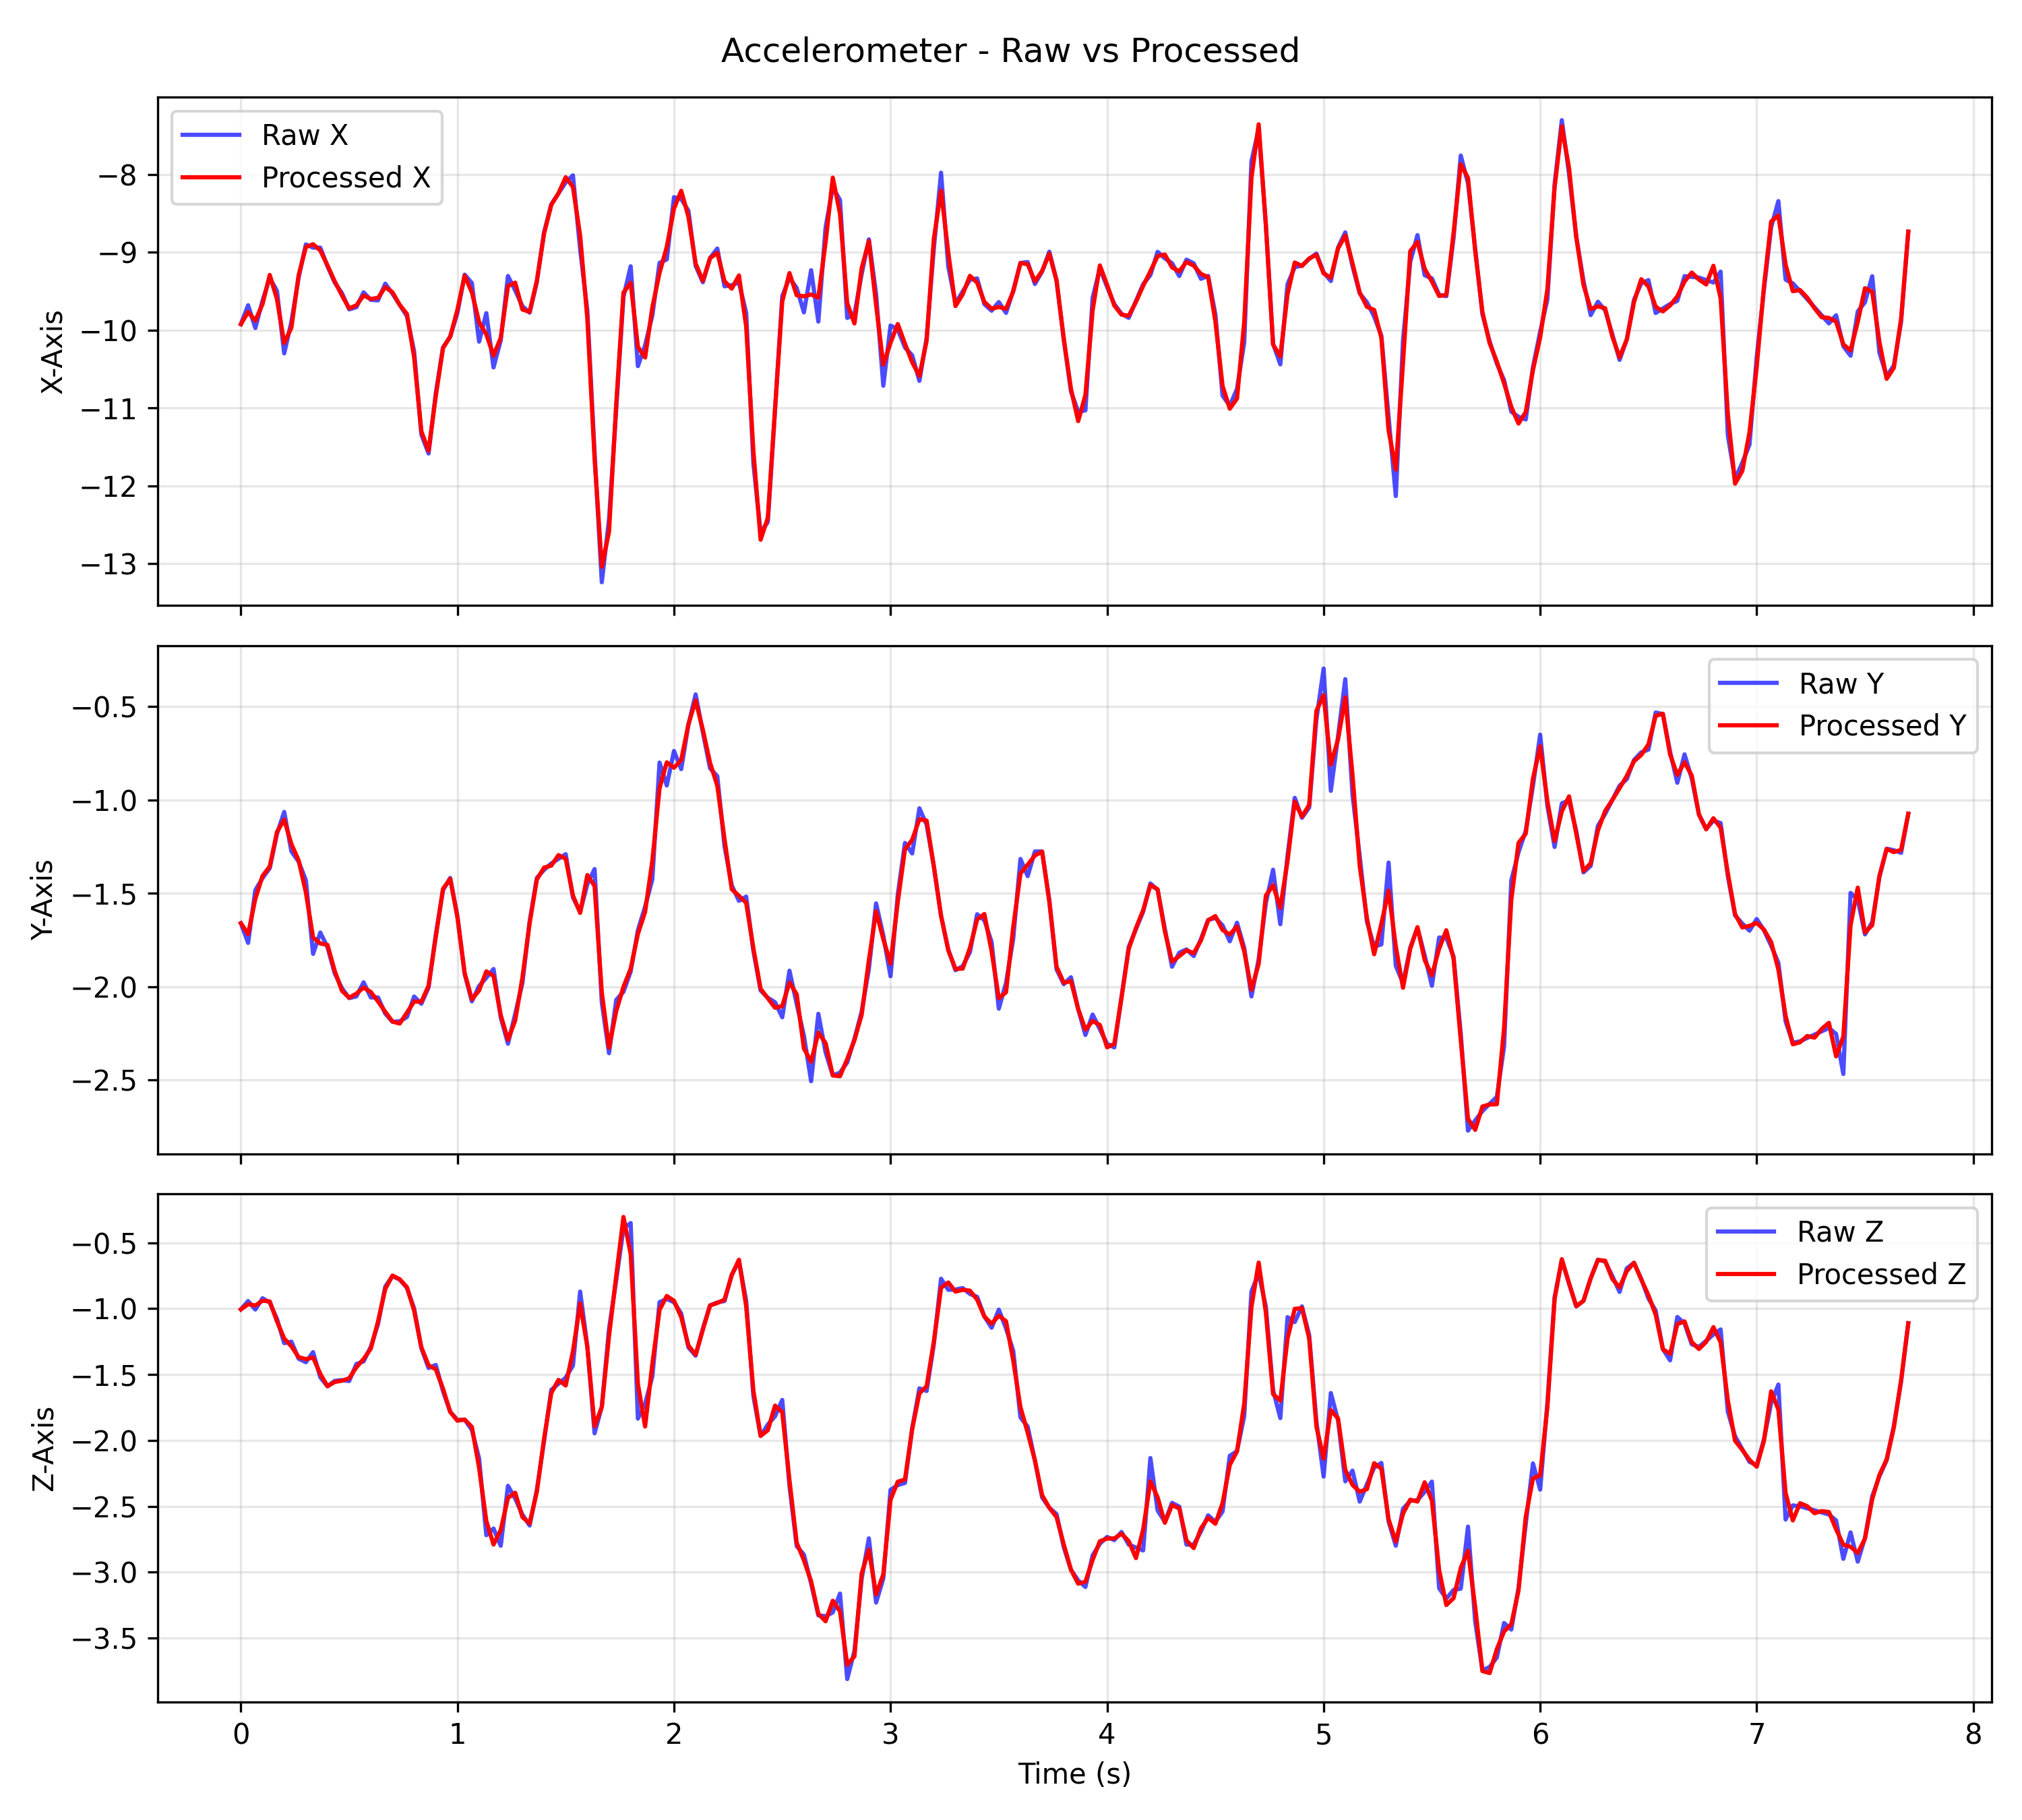 Accelerometer - Raw vs Processed
Raw X
Processed X
−8
−9
−10
−11
−12
−13
X-Axis
Raw Y
Processed Y
−0.5
−1.0
−1.5
−2.0
−2.5
Y-Axis
Raw Z
Processed Z
−0.5
−1.0
−1.5
−2.0
−2.5
−3.0
−3.5
Z-Axis
0 1 2 3 4 5 6 7 8
Time (s)